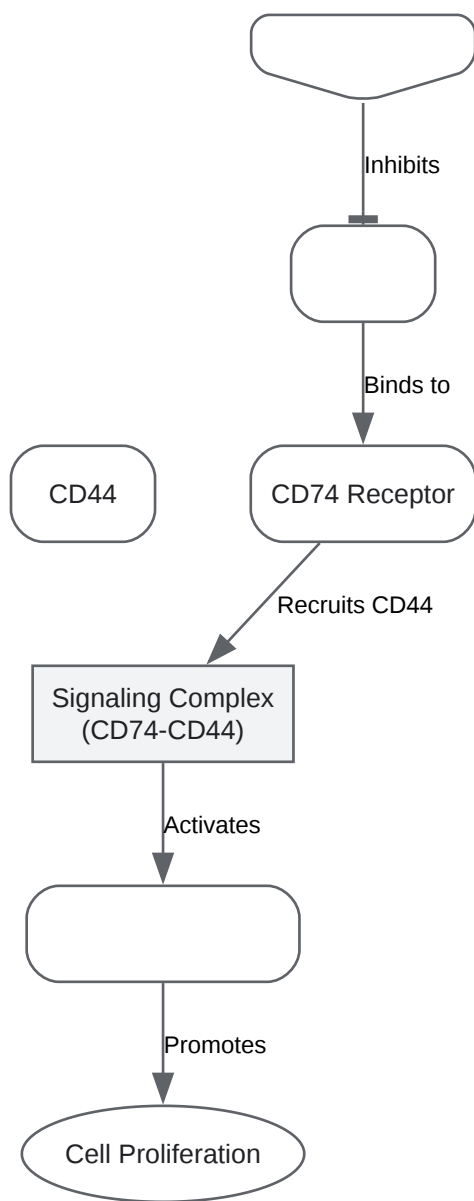 Inhibits
Binds to
CD44
CD74 Receptor
Recruits CD44
Signaling Complex
(CD74-CD44)
Activates
Promotes
Cell Proliferation